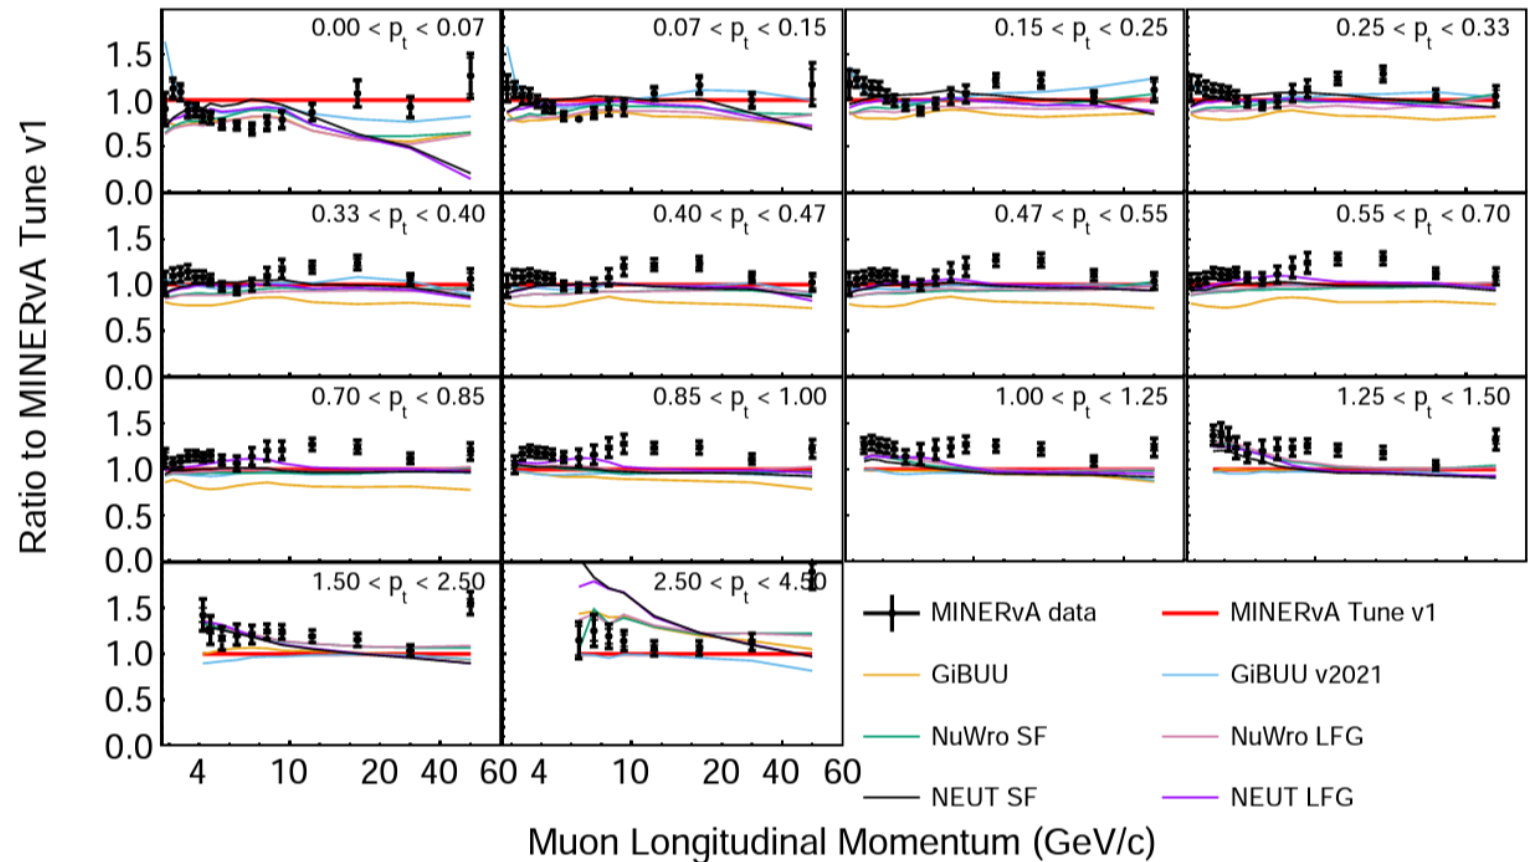 Ratio to MINERvA Tune v1
0.00 < pt < 0.07
0.07 < pt < 0.15
0.15 < pt < 0.25
0.25 < pt < 0.33
1.5
1.0
0.5
0.0
0.33 < pt < 0.40
0.40 < pt < 0.47
0.47 < pt < 0.55
0.55 < pt < 0.70
1.5
1.0
0.5
0.0
0.70 < pt < 0.85
0.85 < pt < 1.00
1.00 < pt < 1.25
1.25 < pt < 1.50
1.5
1.0
0.5
0.0
1.50 < pt < 2.50
2.50 < pt < 4.50
1.5
1.0
0.5
0.0
4 10 20 40 60 4 10 20 40 60
MINERvA data
MINERvA Tune v1
GiBUU
GiBUU v2021
NuWro SF
NuWro LFG
NEUT SF
NEUT LFG
Muon Longitudinal Momentum (GeV/c)